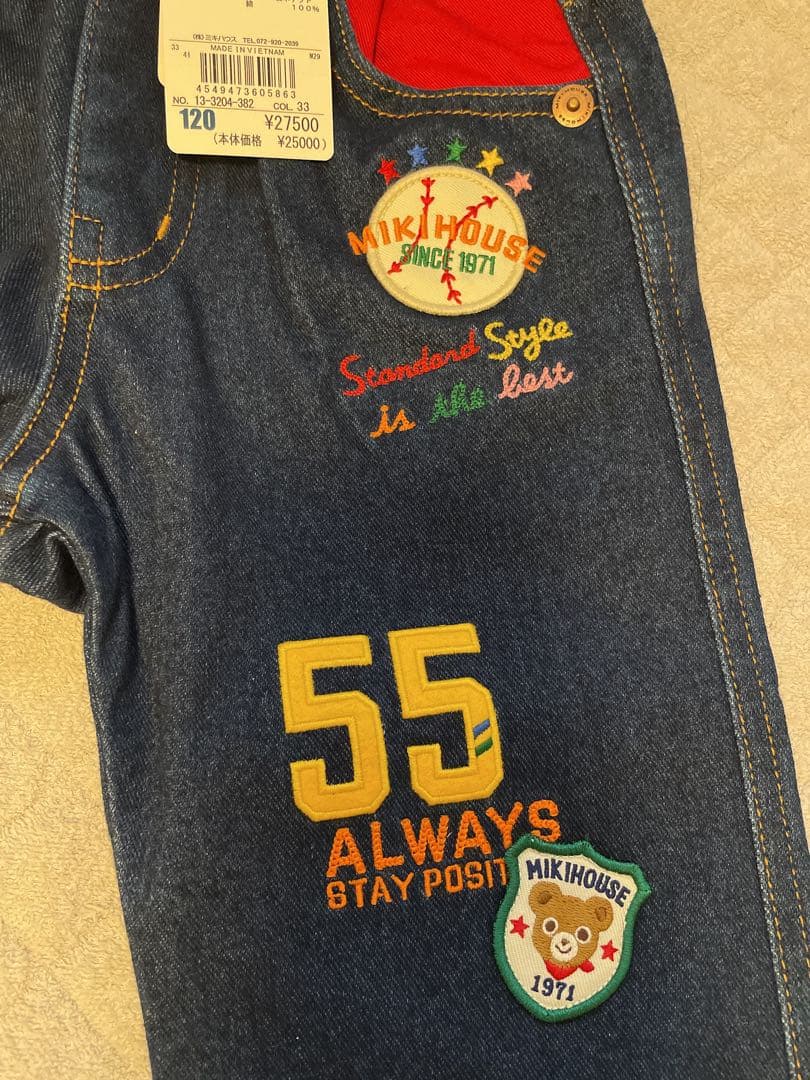 綿 100%
(株)ミキハウス TEL.072-920-2039
33 MADE IN VIETNAM
41 M29
4549473605863
NO. 13-3204-382 COL. 33
120 ¥27500
(本体価格 ¥25000)
MIKIHOUSE
SINCE 1971
Standard Style
is the best
55
ALWAYS
STAY POSIT
MIKIHOUSE
1971